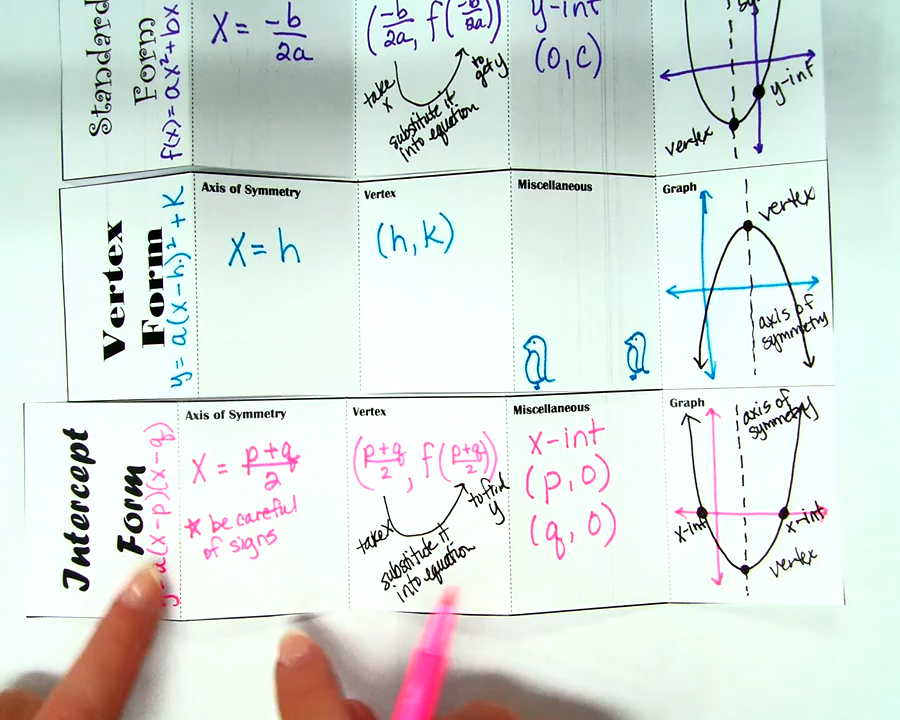 Standard
Form
f(x) = ax² + bx
X = -b/2a
(-b/2a, f(-b/2a))
take x
substitute it
into equation
to get y
y-int
(0, c)
y-int
vertex
Vertex
Form
y = a(x-h)² + K
Axis of Symmetry
X = h
Vertex
(h, k)
Miscellaneous
Graph
vertex
axis of
symmetry
Intercept
Form
(x-p)(x-q)
Axis of Symmetry
X = p+q/2
* be careful
of signs
Vertex
(p+q/2, f(p+q/2))
take x
substitute it
into equation
to find
y
Miscellaneous
x-int
(p, 0)
(q, 0)
Graph
axis of
symmetry
x-int
x-int
vertex